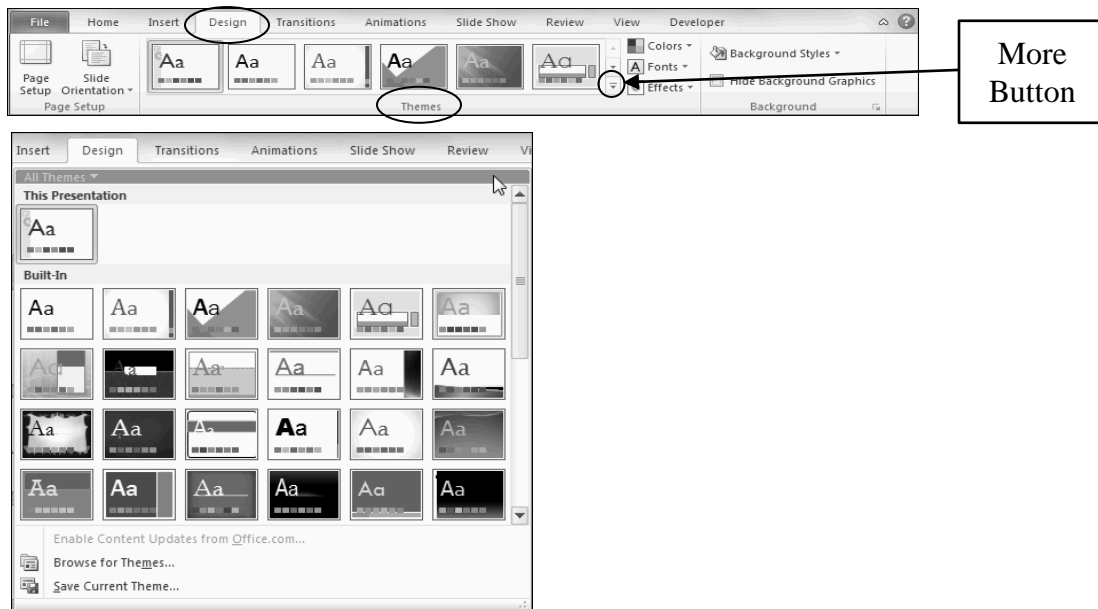 File Home Insert Design Transitions Animations Slide Show Review View Developer
Aa Aa Aa Aa Aa Aa
Colors
Fonts
Effects
Background Styles
Hide Background Graphics
Page Setup
Slide Orientation
Page Setup Themes Background
More
Button
Insert Design Transitions Animations Slide Show Review Vi
All Themes
This Presentation
Aa
Built-In
Aa Aa Aa Aa Aa Aa
Aa Aa Aa Aa Aa Aa
Aa Aa Aa Aa Aa Aa
Aa Aa Aa Aa Aa Aa
Enable Content Updates from Office.com...
Browse for Themes...
Save Current Theme...